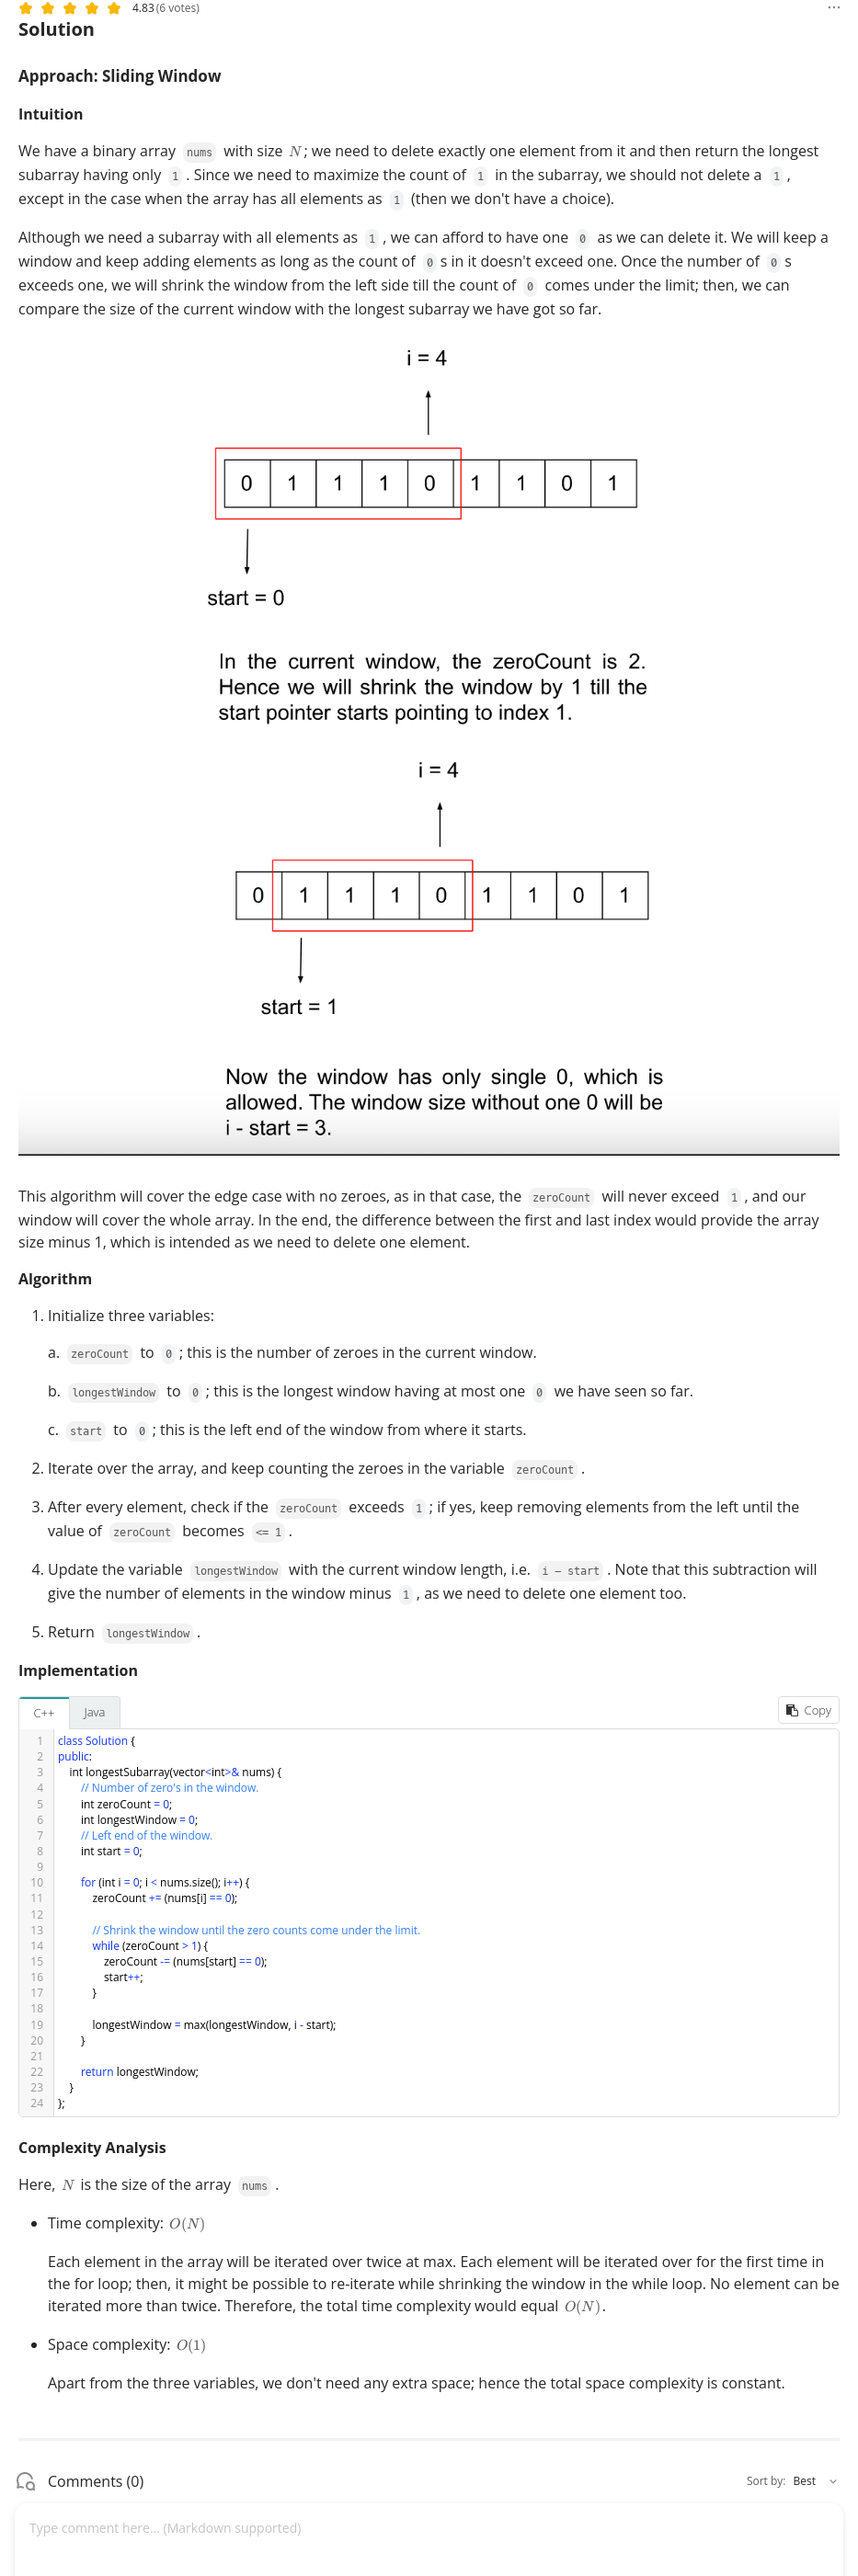 4.83 (6 votes)
...
Solution
Approach: Sliding Window
Intuition
We have a binary array nums with size N; we need to delete exactly one element from it and then return the longest
subarray having only 1 . Since we need to maximize the count of 1 in the subarray, we should not delete a 1 ,
except in the case when the array has all elements as 1 (then we don't have a choice).
Although we need a subarray with all elements as 1 , we can afford to have one 0 as we can delete it. We will keep a
window and keep adding elements as long as the count of 0 s in it doesn't exceed one. Once the number of 0 s
exceeds one, we will shrink the window from the left side till the count of 0 comes under the limit; then, we can
compare the size of the current window with the longest subarray we have got so far.
i = 4
0 1 1 1 0 1 1 0 1
start = 0
In the current window, the zeroCount is 2.
Hence we will shrink the window by 1 till the
start pointer starts pointing to index 1.
i = 4
0 1 1 1 0 1 1 0 1
start = 1
Now the window has only single 0, which is
allowed. The window size without one 0 will be
i - start = 3.
This algorithm will cover the edge case with no zeroes, as in that case, the zeroCount will never exceed 1 , and our
window will cover the whole array. In the end, the difference between the first and last index would provide the array
size minus 1, which is intended as we need to delete one element.
Algorithm
1. Initialize three variables:
a. zeroCount to 0 ; this is the number of zeroes in the current window.
b. longestWindow to 0 ; this is the longest window having at most one 0 we have seen so far.
c. start to 0 ; this is the left end of the window from where it starts.
2. Iterate over the array, and keep counting the zeroes in the variable zeroCount .
3. After every element, check if the zeroCount exceeds 1 ; if yes, keep removing elements from the left until the
value of zeroCount becomes <= 1 .
4. Update the variable longestWindow with the current window length, i.e. i – start . Note that this subtraction will
give the number of elements in the window minus 1 , as we need to delete one element too.
5. Return longestWindow .
Implementation
C++ Java Copy
1 class Solution {
2 public:
3 int longestSubarray(vector<int>& nums) {
4 // Number of zero's in the window.
5 int zeroCount = 0;
6 int longestWindow = 0;
7 // Left end of the window.
8 int start = 0;
9
10 for (int i = 0; i < nums.size(); i++) {
11 zeroCount += (nums[i] == 0);
12
13 // Shrink the window until the zero counts come under the limit.
14 while (zeroCount > 1) {
15 zeroCount -= (nums[start] == 0);
16 start++;
17 }
18
19 longestWindow = max(longestWindow, i - start);
20 }
21
22 return longestWindow;
23 }
24 };
Complexity Analysis
Here, N is the size of the array nums .
• Time complexity: O(N)
Each element in the array will be iterated over twice at max. Each element will be iterated over for the first time in
the for loop; then, it might be possible to re-iterate while shrinking the window in the while loop. No element can be
iterated more than twice. Therefore, the total time complexity would equal O(N).
• Space complexity: O(1)
Apart from the three variables, we don't need any extra space; hence the total space complexity is constant.
Comments (0) Sort by: Best
Type comment here... (Markdown supported)